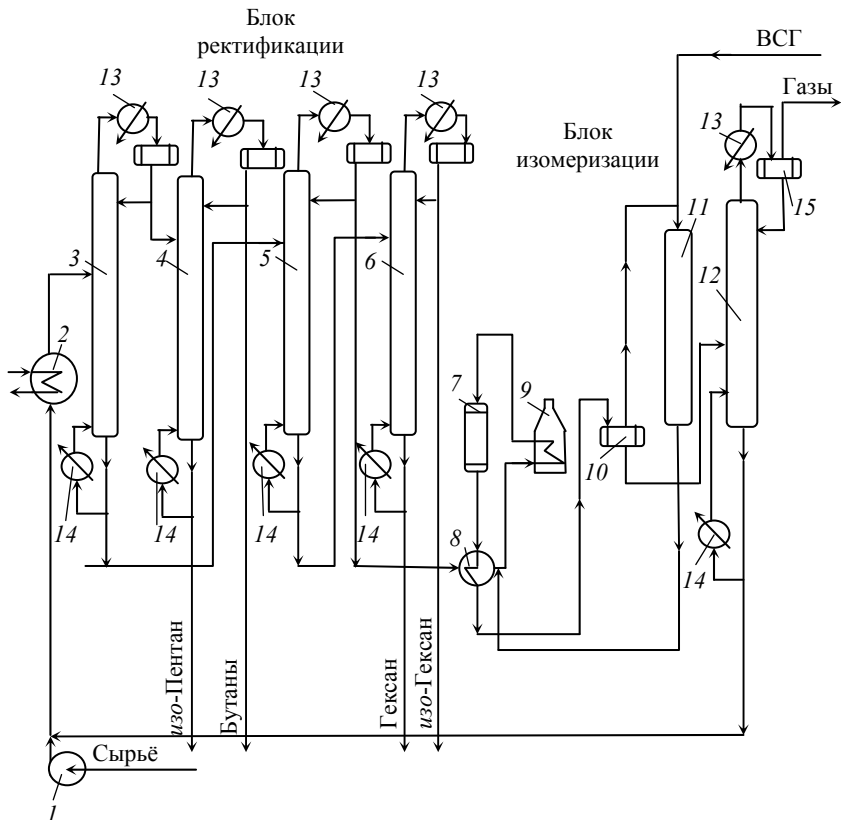 Блок
ректификации
ВСГ
Газы
Блок
изомеризации
13
13
13
13
13
15
11
12
3
4
5
6
2
7
9
10
8
14
14
14
14
14
изо-Пентан
Бутаны
Гексан
изо-Гексан
Сырьё
1